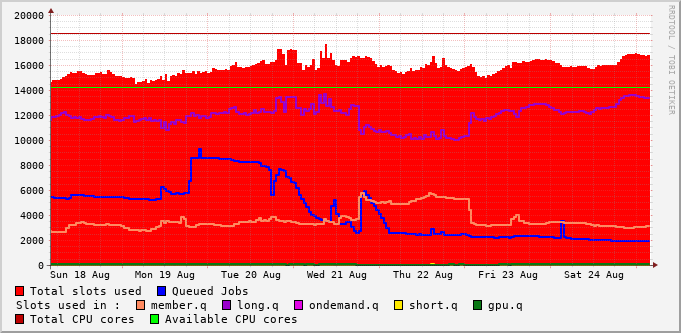 20000
18000
16000
14000
12000
10000
8000
6000
4000
2000
0
Sun 18 Aug Mon 19 Aug Tue 20 Aug Wed 21 Aug Thu 22 Aug Fri 23 Aug Sat 24 Aug
Total slots used Queued Jobs
Slots used in : member.q long.q ondemand.q short.q gpu.q
Total CPU cores Available CPU cores
RRDTOOL / TOBI OETIKER